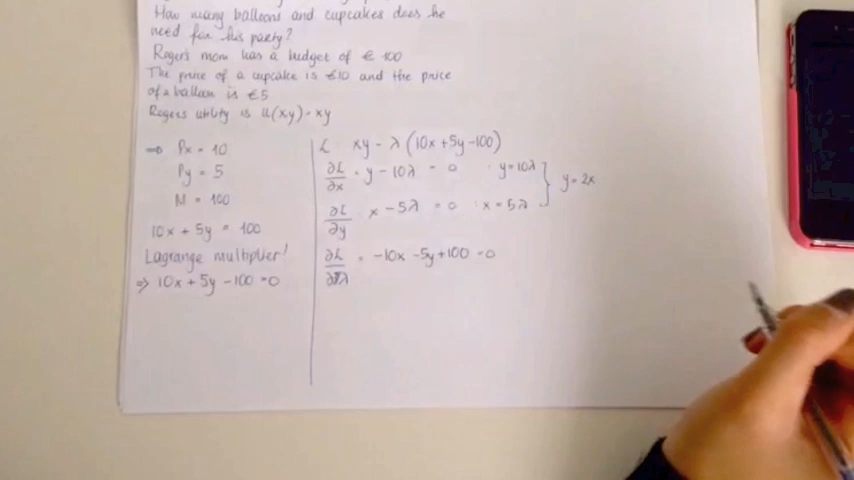 How many balloons and cupcakes does he
need for his party?
Rogers mom has a budget of € 100
The price of a cupcake is €10 and the price
of a balloon is €5
Rogers utility is U(xy) = xy
⇒ Px = 10
Py = 5
M = 100
10x + 5y = 100
Lagrange multiplier!
⇒ 10x + 5y - 100 = 0
L xy - λ (10x + 5y - 100)
∂L/∂x = y - 10λ = 0 : y = 10λ
∂L/∂y x - 5λ = 0 : x = 5λ
} y = 2x
∂L/∂λ = -10x - 5y + 100 = 0